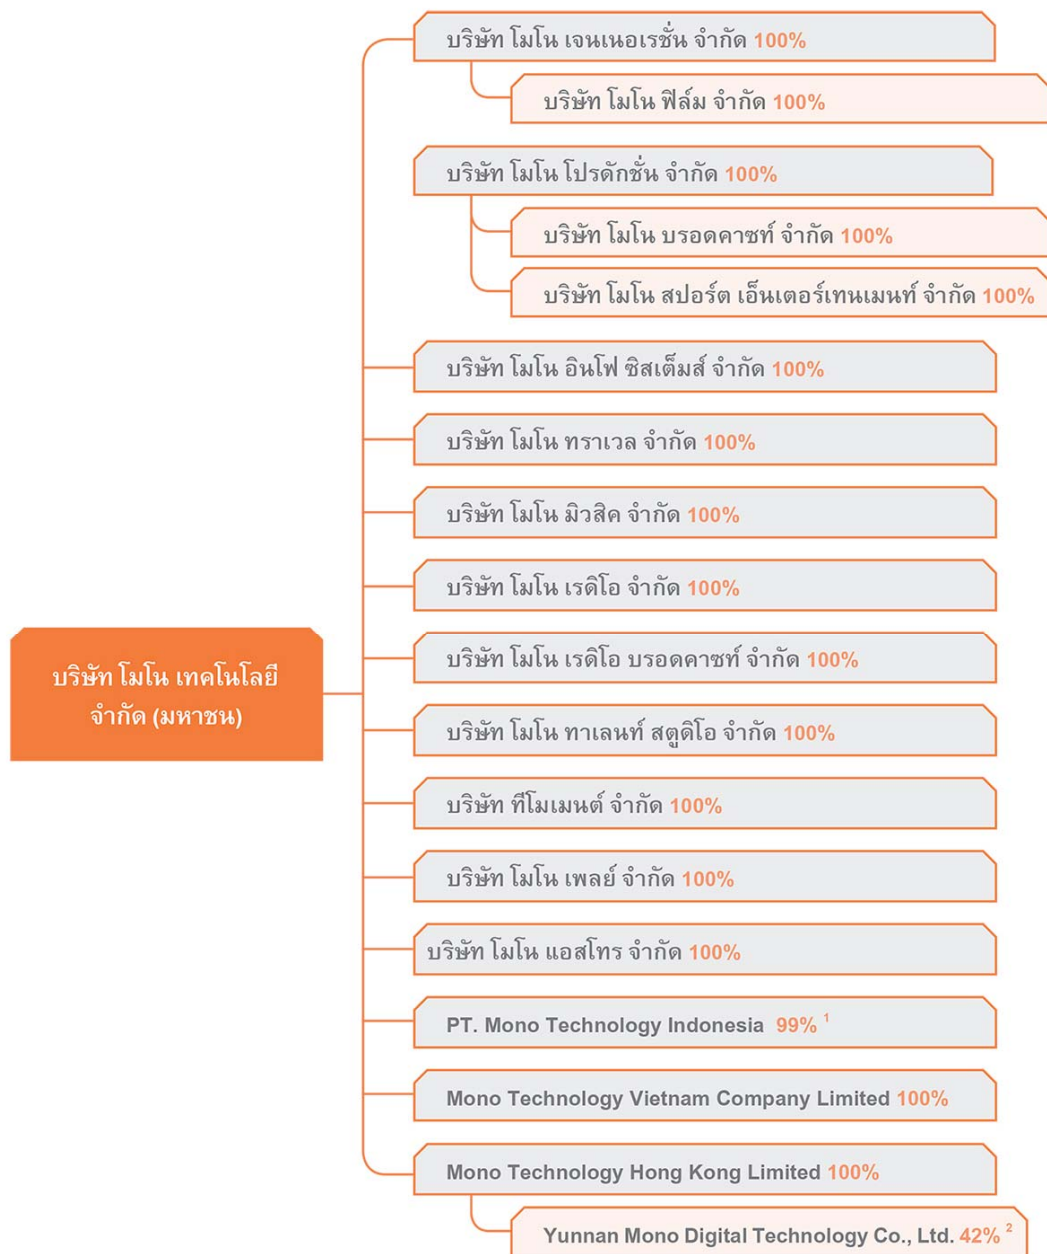 บริษัท โมโน เจนเนอเรชั่น จำกัด 100%
บริษัท โมโน ฟิล์ม จำกัด 100%
บริษัท โมโน โปรดักชั่น จำกัด 100%
บริษัท โมโน บรอดคาซท์ จำกัด 100%
บริษัท โมโน สปอร์ต เอ็นเตอร์เทนเมนท์ จำกัด 100%
บริษัท โมโน อินโฟ ซิสเต็มส์ จำกัด 100%
บริษัท โมโน ทราเวล จำกัด 100%
บริษัท โมโน มิวสิค จำกัด 100%
บริษัท โมโน เรดิโอ จำกัด 100%
บริษัท โมโน เรดิโอ บรอดคาซท์ จำกัด 100%
บริษัท โมโน เทคโนโลยี
จำกัด (มหาชน)
บริษัท โมโน ทาเลนท์ สตูดิโอ จำกัด 100%
บริษัท ทีโมเมนต์ จำกัด 100%
บริษัท โมโน เพลย์ จำกัด 100%
บริษัท โมโน แอสโทร จำกัด 100%
PT. Mono Technology Indonesia 99% 1
Mono Technology Vietnam Company Limited 100%
Mono Technology Hong Kong Limited 100%
Yunnan Mono Digital Technology Co., Ltd. 42% 2